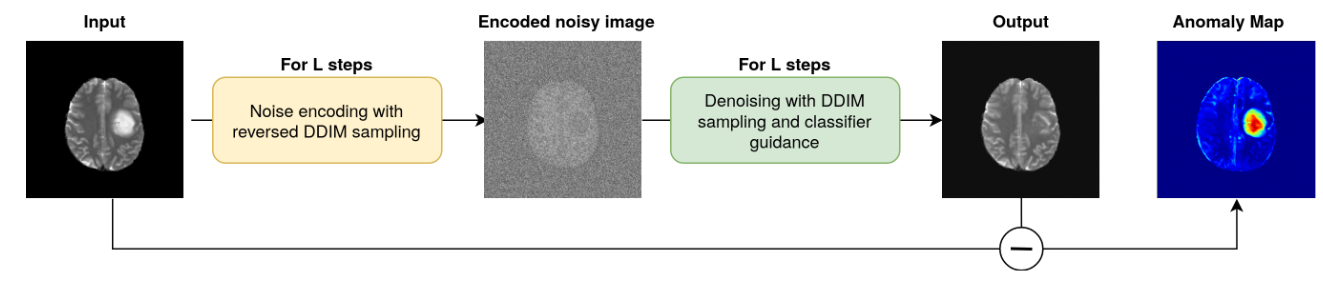 Input
Encoded noisy image
Output
Anomaly Map
For L steps
Noise encoding with
reversed DDIM sampling
For L steps
Denoising with DDIM
sampling and classifier
guidance